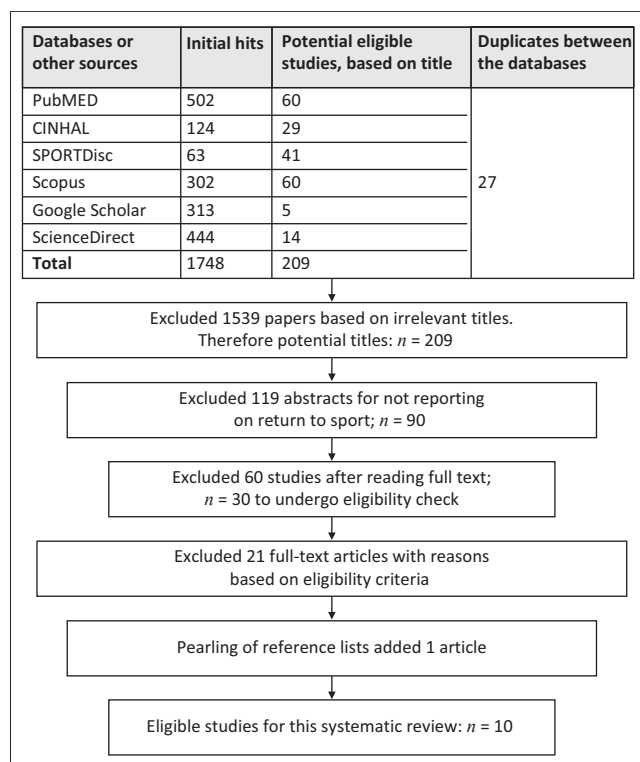 Databases or other sources | Initial hits | Potential eligible studies, based on title | Duplicates between the databases
PubMED | 502 | 60
CINHAL | 124 | 29
SPORTDisc | 63 | 41
Scopus | 302 | 60 | 27
Google Scholar | 313 | 5
ScienceDirect | 444 | 14
Total | 1748 | 209
Excluded 1539 papers based on irrelevant titles.
Therefore potential titles: n = 209
Excluded 119 abstracts for not reporting
on return to sport; n = 90
Excluded 60 studies after reading full text;
n = 30 to undergo eligibility check
Excluded 21 full-text articles with reasons
based on eligibility criteria
Pearling of reference lists added 1 article
Eligible studies for this systematic review: n = 10